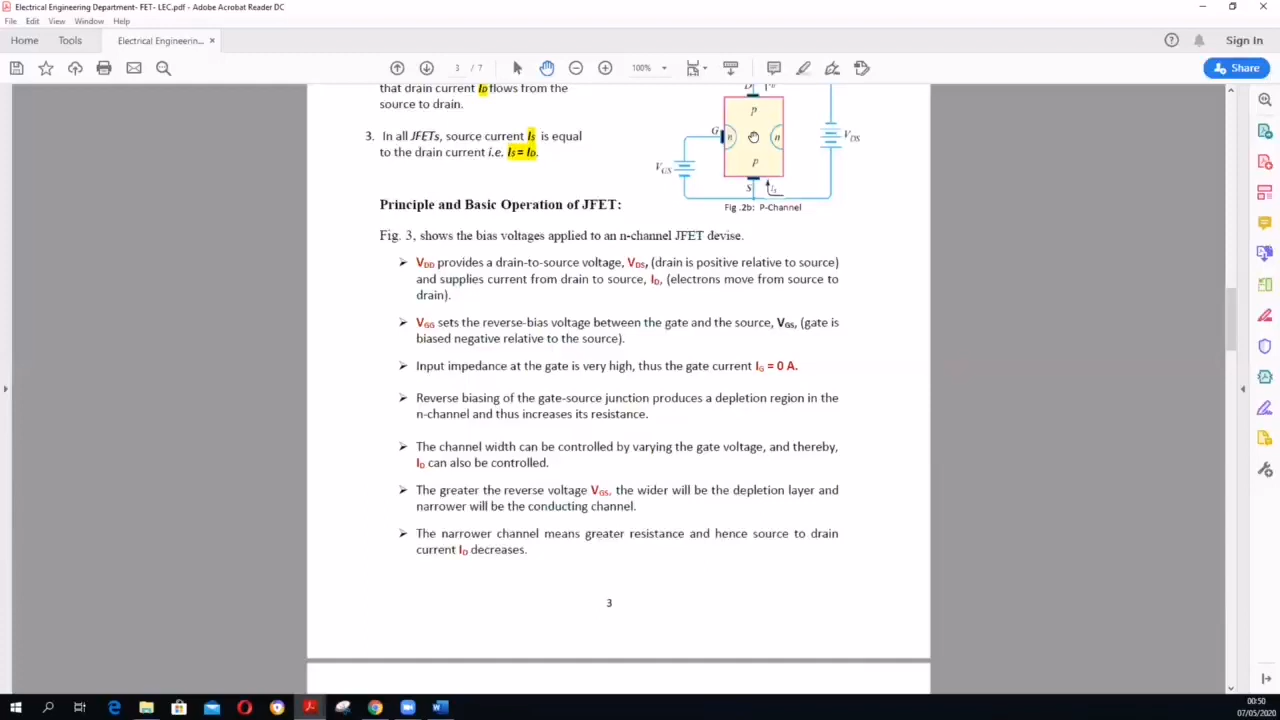 Electrical Engineering Department- FET- LEC.pdf - Adobe Acrobat Reader DC
File Edit View Window Help
Home Tools Electrical Engineerin... ×
Sign In
3 / 7
100%
Share
that drain current ID flows from the
source to drain.
3. In all JFETs, source current IS is equal
to the drain current i.e. IS = ID.
D
p
G
n
n
VDS
p
VGS
S
IS
Fig .2b: P-Channel
Principle and Basic Operation of JFET:
Fig. 3, shows the bias voltages applied to an n-channel JFET devise.
➢ VDD provides a drain-to-source voltage, VDS, (drain is positive relative to source)
and supplies current from drain to source, ID, (electrons move from source to
drain).
➢ VGG sets the reverse-bias voltage between the gate and the source, VGS, (gate is
biased negative relative to the source).
➢ Input impedance at the gate is very high, thus the gate current IG = 0 A.
➢ Reverse biasing of the gate-source junction produces a depletion region in the
n-channel and thus increases its resistance.
➢ The channel width can be controlled by varying the gate voltage, and thereby,
ID can also be controlled.
➢ The greater the reverse voltage VGS, the wider will be the depletion layer and
narrower will be the conducting channel.
➢ The narrower channel means greater resistance and hence source to drain
current ID decreases.
3
00:50
07/05/2020